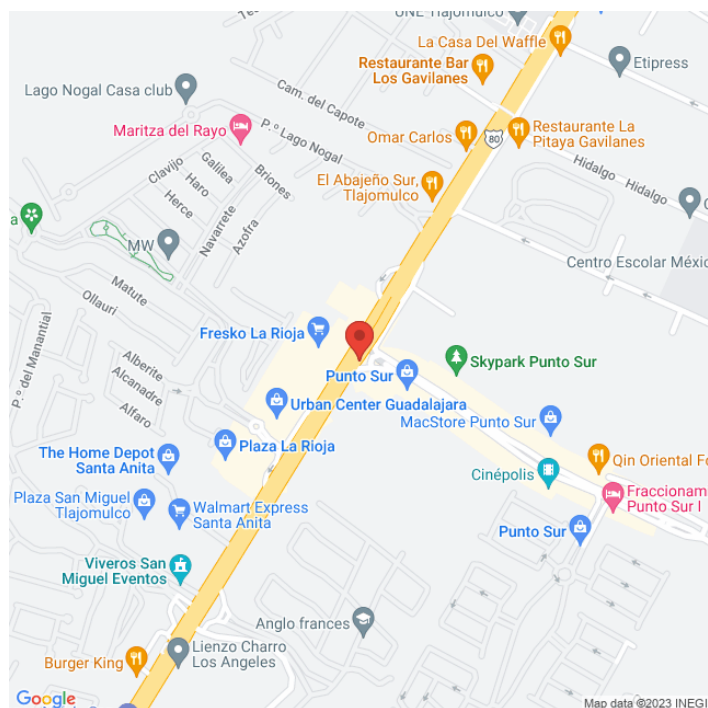 UNE Tlajomulco
La Casa Del Waffle
Restaurante Bar
Los Gavilanes
Etipress
Lago Nogal Casa club
Cam. del Capote
80
Maritza del Rayo
P.º Lago Nogal
Omar Carlos
Restaurante La
Pitaya Gavilanes
Clavijo
Galilea
Haro
Herce
Briones
Navarrete
Azofra
El Abajeño Sur,
Tlajomulco
Hidalgo
Hidalgo
MW
Centro Escolar Méxic
Matute
Ollauri
P.º del Manantial
Fresko La Rioja
Skypark Punto Sur
Alberite
Alcanadre
Alfaro
Punto Sur
Urban Center Guadalajara
MacStore Punto Sur
Plaza La Rioja
The Home Depot
Santa Anita
Qin Oriental Fo
Cinépolis
Plaza San Miguel
Tlajomulco
Walmart Express
Santa Anita
Fraccionam
Punto Sur I
Punto Sur
Viveros San
Miguel Eventos
Anglo frances
Lienzo Charro
Los Angeles
Burger King
Google
Map data ©2023 INEGI